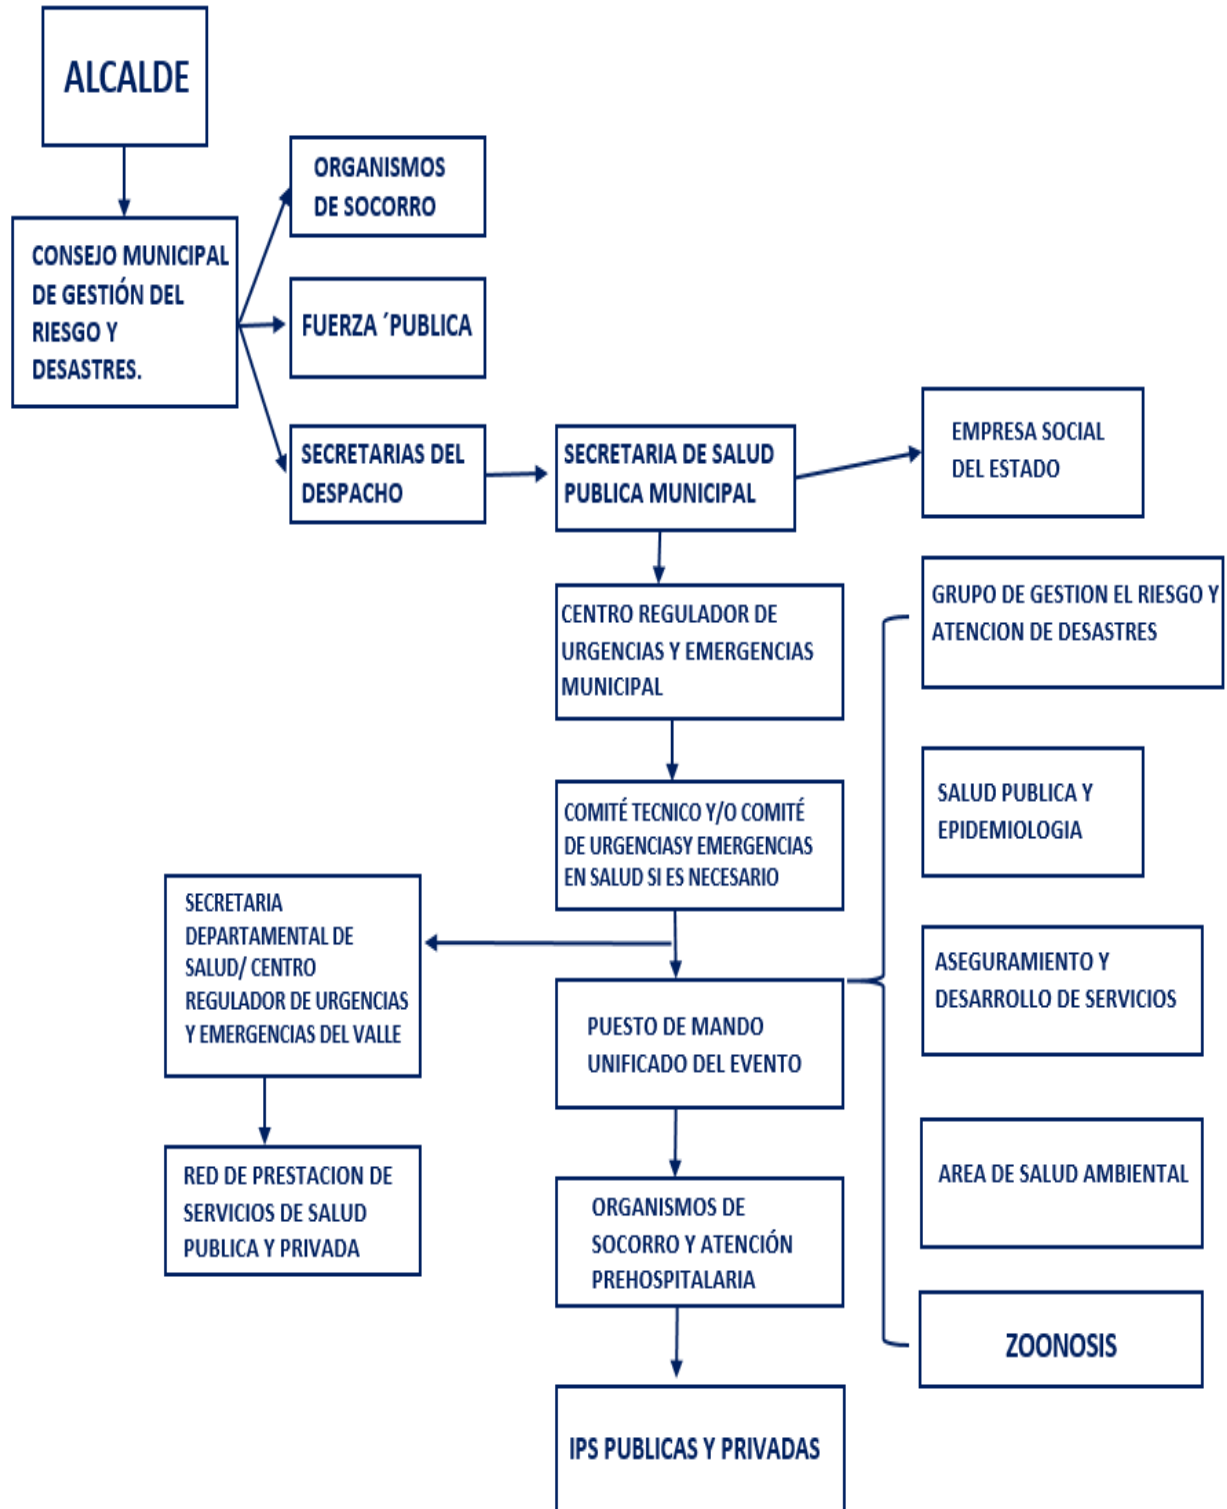 ALCALDE
ORGANISMOS
DE SOCORRO
CONSEJO MUNICIPAL
DE GESTIÓN DEL
RIESGO Y
DESASTRES.
FUERZA ´PUBLICA
SECRETARIAS DEL
DESPACHO
SECRETARIA DE SALUD
PUBLICA MUNICIPAL
EMPRESA SOCIAL
DEL ESTADO
CENTRO REGULADOR DE
URGENCIAS Y EMERGENCIAS
MUNICIPAL
GRUPO DE GESTION EL RIESGO Y
ATENCION DE DESASTRES
COMITÉ TECNICO Y/O COMITÉ
DE URGENCIASY EMERGENCIAS
EN SALUD SI ES NECESARIO
SALUD PUBLICA Y
EPIDEMIOLOGIA
SECRETARIA
DEPARTAMENTAL DE
SALUD/ CENTRO
REGULADOR DE URGENCIAS
Y EMERGENCIAS DEL VALLE
ASEGURAMIENTO Y
DESARROLLO DE SERVICIOS
PUESTO DE MANDO
UNIFICADO DEL EVENTO
RED DE PRESTACION DE
SERVICIOS DE SALUD
PUBLICA Y PRIVADA
AREA DE SALUD AMBIENTAL
ORGANISMOS DE
SOCORRO Y ATENCIÓN
PREHOSPITALARIA
ZOONOSIS
IPS PUBLICAS Y PRIVADAS